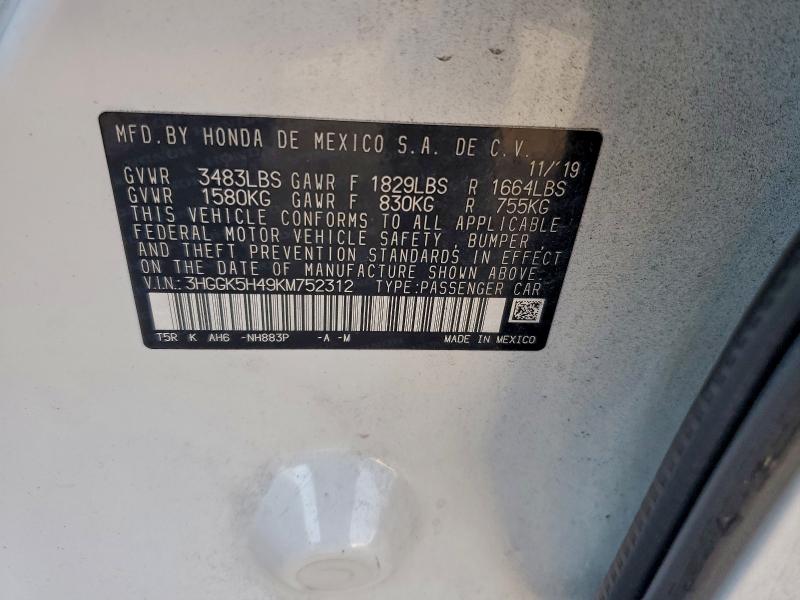 MFD. BY HONDA DE MEXICO S.A. DE C.V.
11/'19
GVWR 3483LBS GAWR F 1829LBS R 1664LBS
GVWR 1580KG GAWR F 830KG R 755KG
THIS VEHICLE CONFORMS TO ALL APPLICABLE
FEDERAL MOTOR VEHICLE SAFETY, BUMPER,
AND THEFT PREVENTION STANDARDS IN EFFECT
ON THE DATE OF MANUFACTURE SHOWN ABOVE.
V.I.N.: 3HGGK5H49KM752312 TYPE:PASSENGER CAR
T5R K AH6 -NH883P -A -M MADE IN MEXICO